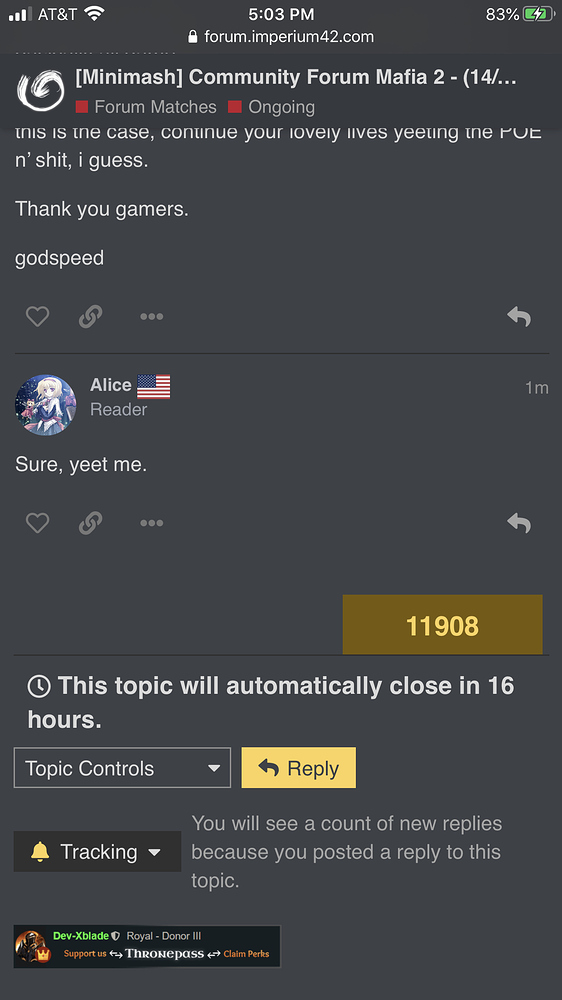 AT&T 5:03 PM 83%
forum.imperium42.com
[Minimash] Community Forum Mafia 2 - (14/...
Forum Matches Ongoing
this is the case, continue your lovely lives yeeting the POE
n' shit, i guess.
Thank you gamers.
godspeed
Alice
1m
Reader
Sure, yeet me.
11908
This topic will automatically close in 16
hours.
Topic Controls
Reply
Tracking
You will see a count of new replies
because you posted a reply to this
topic.
Dev-Xblade Royal - Donor III
Support us ThronePass Claim Perks